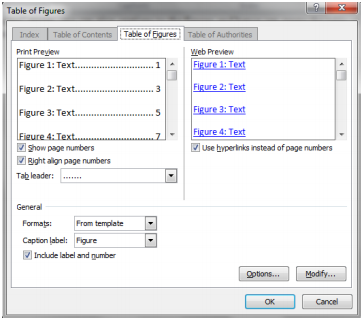 Table of Figures
Index
Table of Contents
Table of Figures
Table of Authorities
Print Preview
Figure 1: Text.......................... 1
Figure 2: Text.......................... 3
Figure 3: Text.......................... 5
Figure 4: Text.......................... 7
Show page numbers
Right align page numbers
Tab leader: .......
Web Preview
Figure 1: Text
Figure 2: Text
Figure 3: Text
Figure 4: Text
Use hyperlinks instead of page numbers
General
Formats: From template
Caption label: Figure
Include label and number
Options... Modify...
OK Cancel